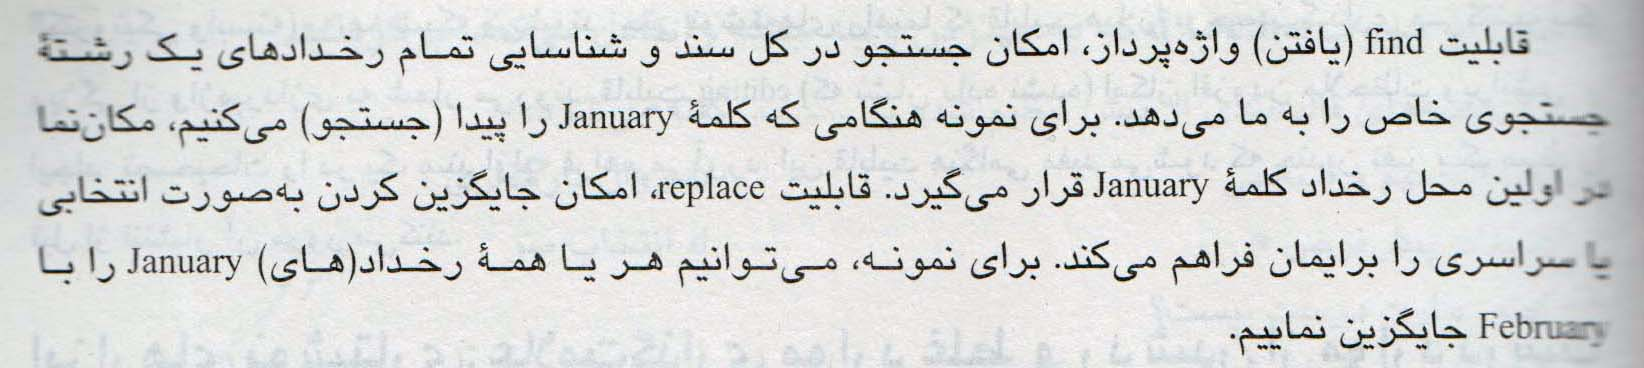 قابلیت find (یافتن) واژه‌پرداز، امکان جستجو در کل سند و شناسایی تمام رخدادهای یک رشتهٔ
جستجوی خاص را به ما می‌دهد. برای نمونه هنگامی که کلمهٔ January را پیدا (جستجو) می‌کنیم، مکان‌نما
در اولین محل رخداد کلمهٔ January قرار می‌گیرد. قابلیت replace، امکان جایگزین کردن به‌صورت انتخابی
یا سراسری را برایمان فراهم می‌کند. برای نمونه، می‌توانیم هر یا همهٔ رخداد(های) January را با
February جایگزین نماییم.